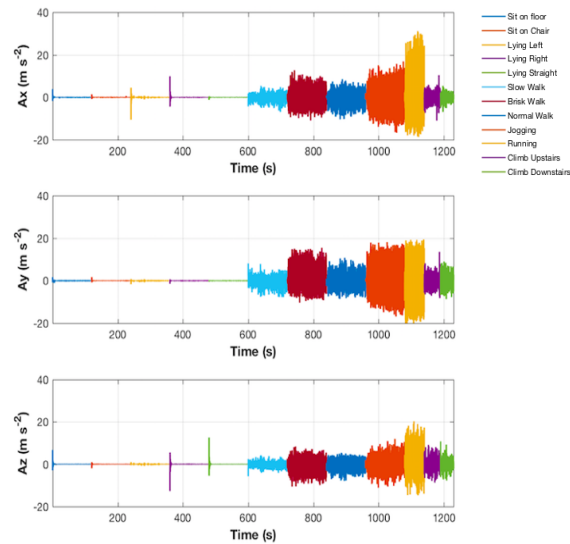 40
20
0
-20
Ax (m s⁻²)
200 400 600 800 1000 1200
Time (s)
Sit on floor
Sit on Chair
Lying Left
Lying Right
Lying Straight
Slow Walk
Brisk Walk
Normal Walk
Jogging
Running
Climb Upstairs
Climb Downstairs
40
20
0
-20
Ay (m s⁻²)
200 400 600 800 1000 1200
Time (s)
40
20
0
-20
Az (m s⁻²)
200 400 600 800 1000 1200
Time (s)